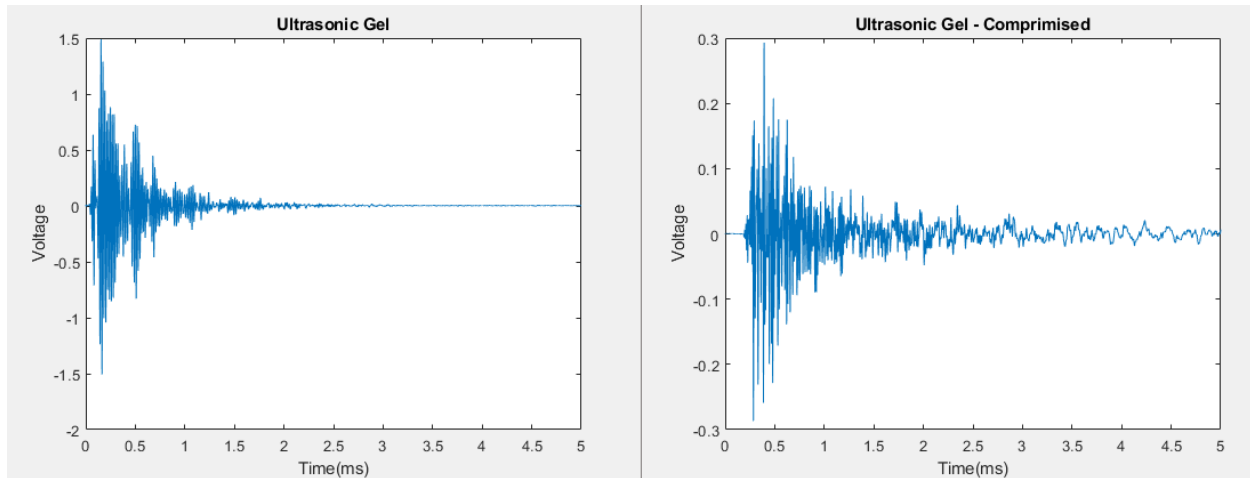 Ultrasonic Gel
1.5
1
0.5
0
-0.5
-1
-1.5
-2
Voltage
0 0.5 1 1.5 2 2.5 3 3.5 4 4.5 5
Time(ms)
Ultrasonic Gel - Comprimised
0.3
0.2
0.1
0
-0.1
-0.2
-0.3
Voltage
0 0.5 1 1.5 2 2.5 3 3.5 4 4.5 5
Time(ms)